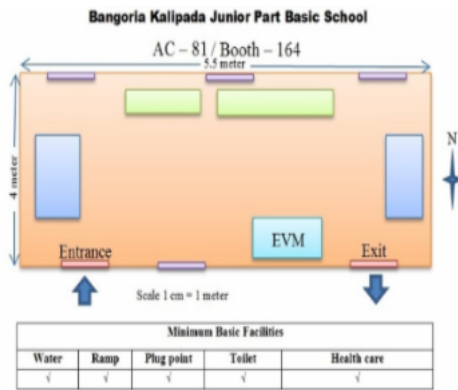 Bangoria Kalipada Junior Part Basic School
AC – 81 / Booth – 164
5.5 meter
4 meter
N
EVM
Entrance
Exit
Scale 1 cm = 1 meter
Minimum Basic Facilities
Water Ramp Plug point Toilet Health care
√ √ √ √ √